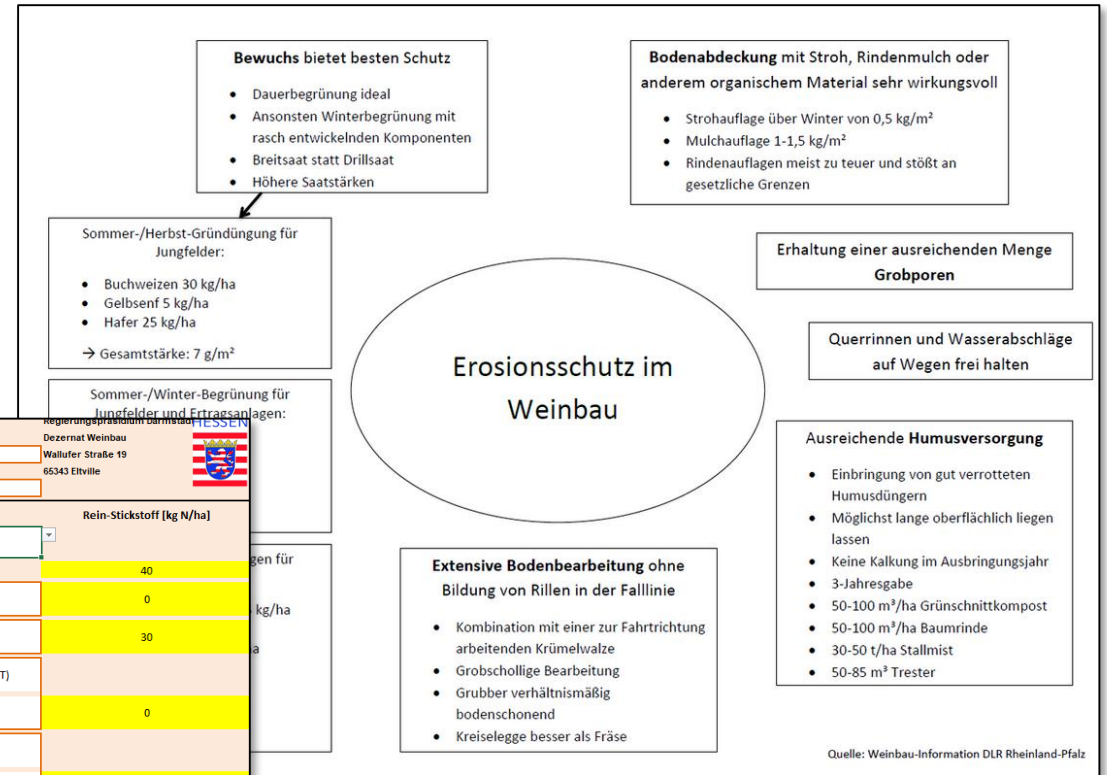 Bewuchs bietet besten Schutz
• Dauerbegrünung ideal
• Ansonsten Winterbegrünung mit
rasch entwickelnden Komponenten
• Breitsaat statt Drillsaat
• Höhere Saatstärken
Bodenabdeckung mit Stroh, Rindenmulch oder
anderem organischem Material sehr wirkungsvoll
• Strohauflage über Winter von 0,5 kg/m²
• Mulchauflage 1-1,5 kg/m²
• Rindenauflagen meist zu teuer und stößt an
gesetzliche Grenzen
Sommer-/Herbst-Gründüngung für
Jungfelder:
• Buchweizen 30 kg/ha
• Gelbsenf 5 kg/ha
• Hafer 25 kg/ha
→ Gesamtstärke: 7 g/m²
Erhaltung einer ausreichenden Menge
Grobporen
Querrinnen und Wasserabschläge
auf Wegen frei halten
Erosionsschutz im
Weinbau
Sommer-/Winter-Begrünung für
Jungfelder und Ertragsanlagen:
Regierungspräsidium Darmstadt
HESSEN
Dezernat Weinbau
Wallufer Straße 19
65343 Eltville
Rein-Stickstoff [kg N/ha]
40
0
30
T)
0
gen für
kg/ha
a
Extensive Bodenbearbeitung ohne
Bildung von Rillen in der Falllinie
• Kombination mit einer zur Fahrtrichtung
arbeitenden Krümelwalze
• Grobschollige Bearbeitung
• Grubber verhältnismäßig
bodenschonend
• Kreiselegge besser als Fräse
Ausreichende Humusversorgung
• Einbringung von gut verrotteten
Humusdüngern
• Möglichst lange oberflächlich liegen
lassen
• Keine Kalkung im Ausbringungsjahr
• 3-Jahresgabe
• 50-100 m³/ha Grünschnittkompost
• 50-100 m³/ha Baumrinde
• 30-50 t/ha Stallmist
• 50-85 m³ Trester
Quelle: Weinbau-Information DLR Rheinland-Pfalz